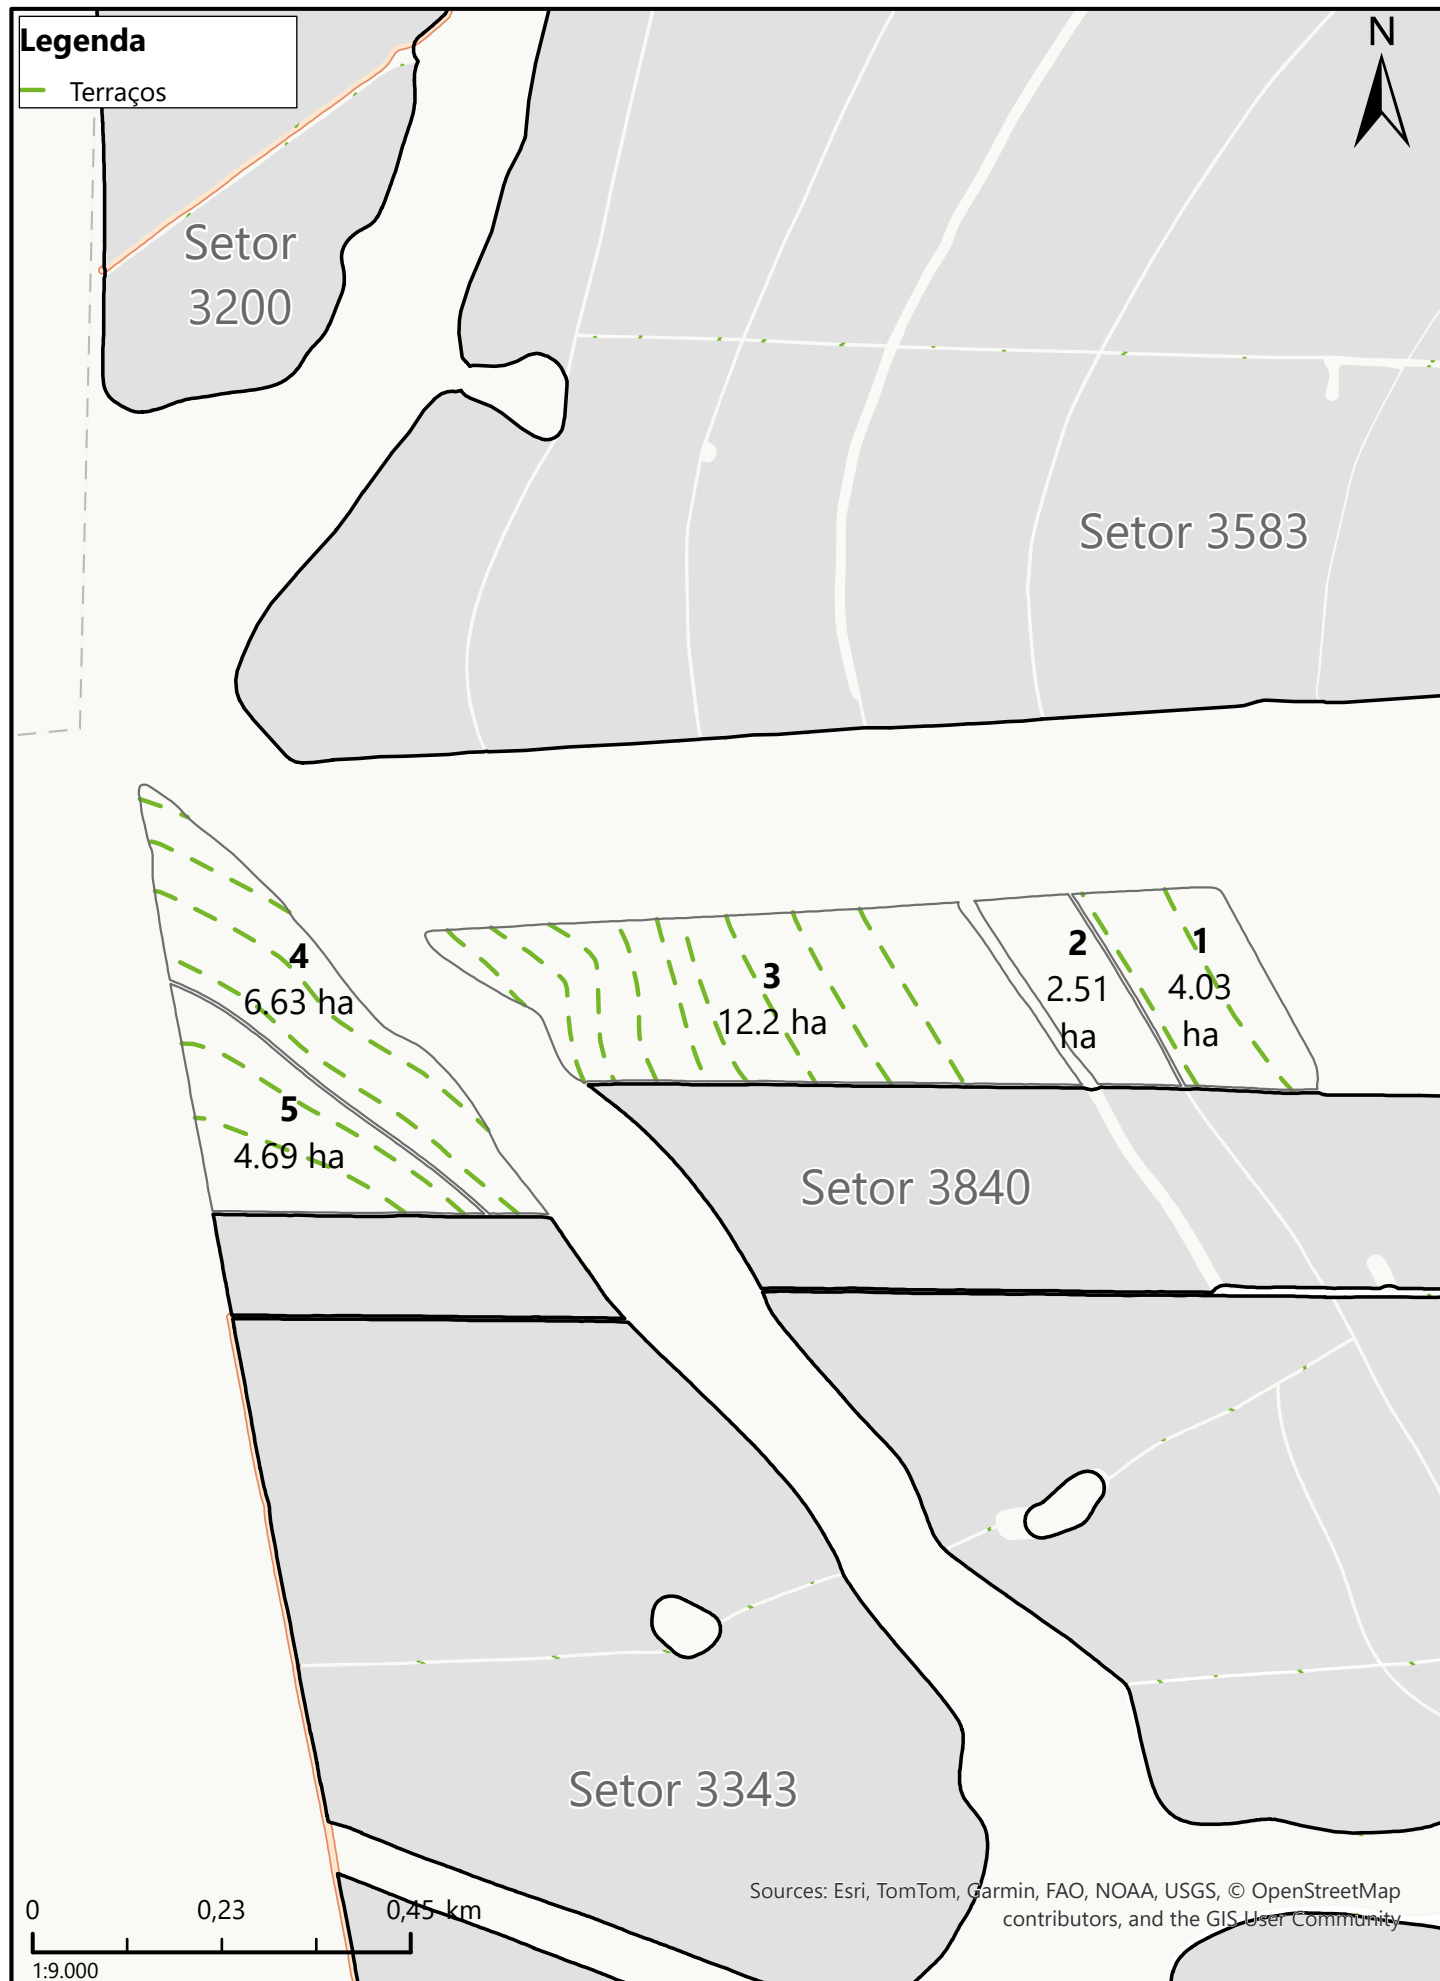 Legenda
Terraços
N
Setor
3200
Setor 3583
4
6.63 ha
3
12.2 ha
2
2.51
ha
1
4.03
ha
5
4.69 ha
Setor 3840
Setor 3343
Sources: Esri, TomTom, Garmin, FAO, NOAA, USGS, © OpenStreetMap
contributors, and the GIS User Community
0 0,23 0,45 km
1:9.000